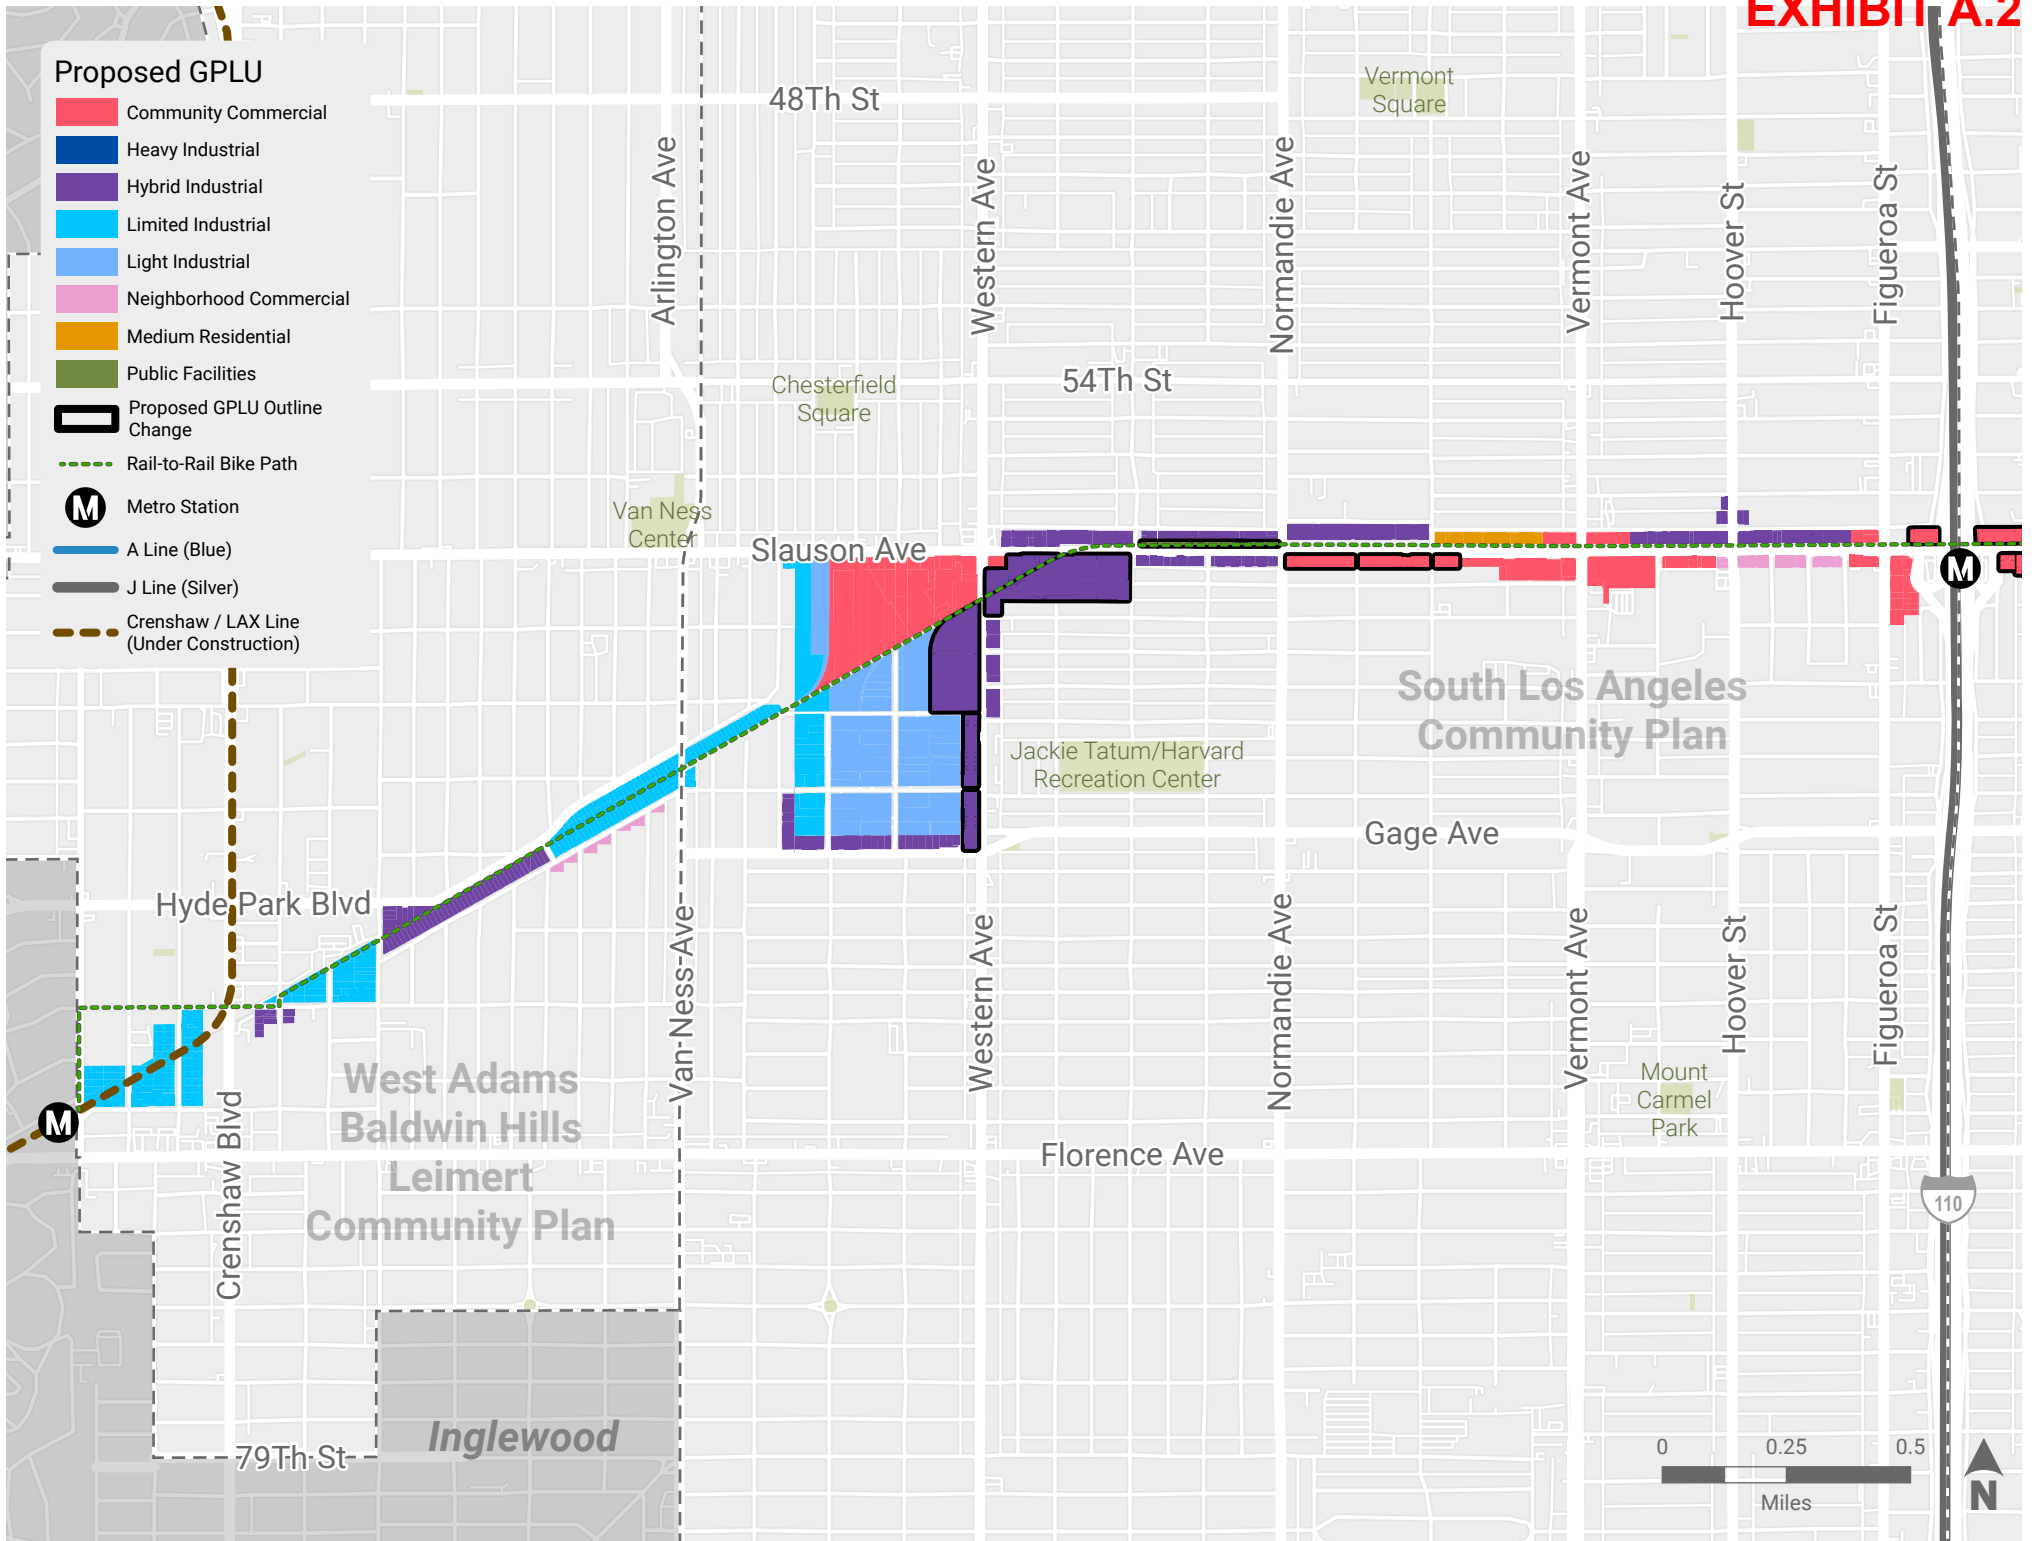 EXHIBIT A.2
Proposed GPLU
Community Commercial
Heavy Industrial
Hybrid Industrial
Limited Industrial
Light Industrial
Neighborhood Commercial
Medium Residential
Public Facilities
Proposed GPLU Outline
Change
Rail-to-Rail Bike Path
M
Metro Station
A Line (Blue)
J Line (Silver)
Crenshaw / LAX Line
(Under Construction)
48Th St
Vermont
Square
Arlington Ave
Western Ave
Normandie Ave
Vermont Ave
Hoover St
Figueroa St
54Th St
Chesterfield
Square
Van Ness
Center
Slauson Ave
M
South Los Angeles
Community Plan
Jackie Tatum/Harvard
Recreation Center
Gage Ave
Hyde Park Blvd
Van-Ness-Ave
Western Ave
Normandie Ave
Vermont Ave
Hoover St
Figueroa St
West Adams
Baldwin Hills
Leimert
Community Plan
Mount
Carmel
Park
M
Crenshaw Blvd
Florence Ave
110
Inglewood
79Th St
0 0.25 0.5
Miles
N